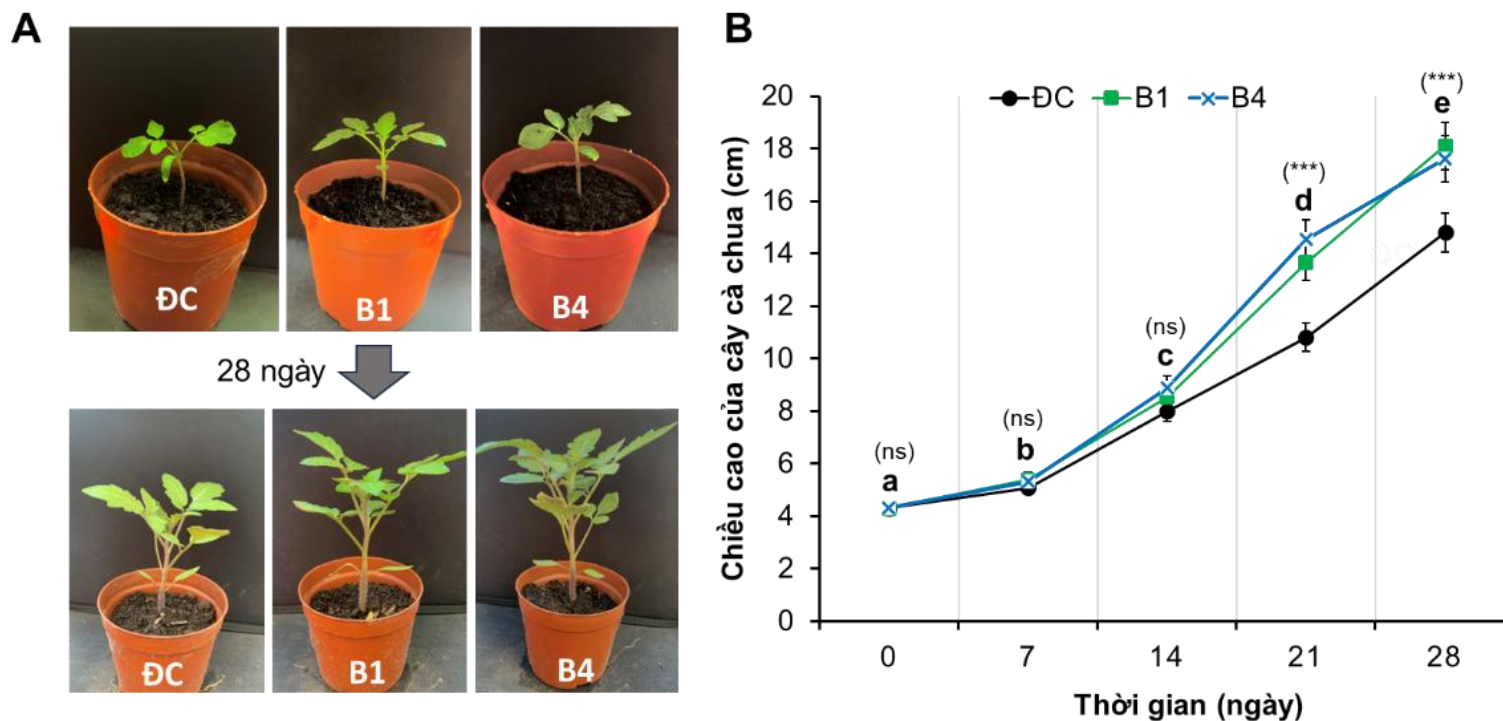 A
ĐC
B1
B4
28 ngày
ĐC
B1
B4
B
ĐC B1 B4
Chiều cao của cây cà chua (cm)
20
18
16
14
12
10
8
6
4
2
0
(ns)
a
(ns)
b
(ns)
c
(***)
d
(***)
e
0 7 14 21 28
Thời gian (ngày)